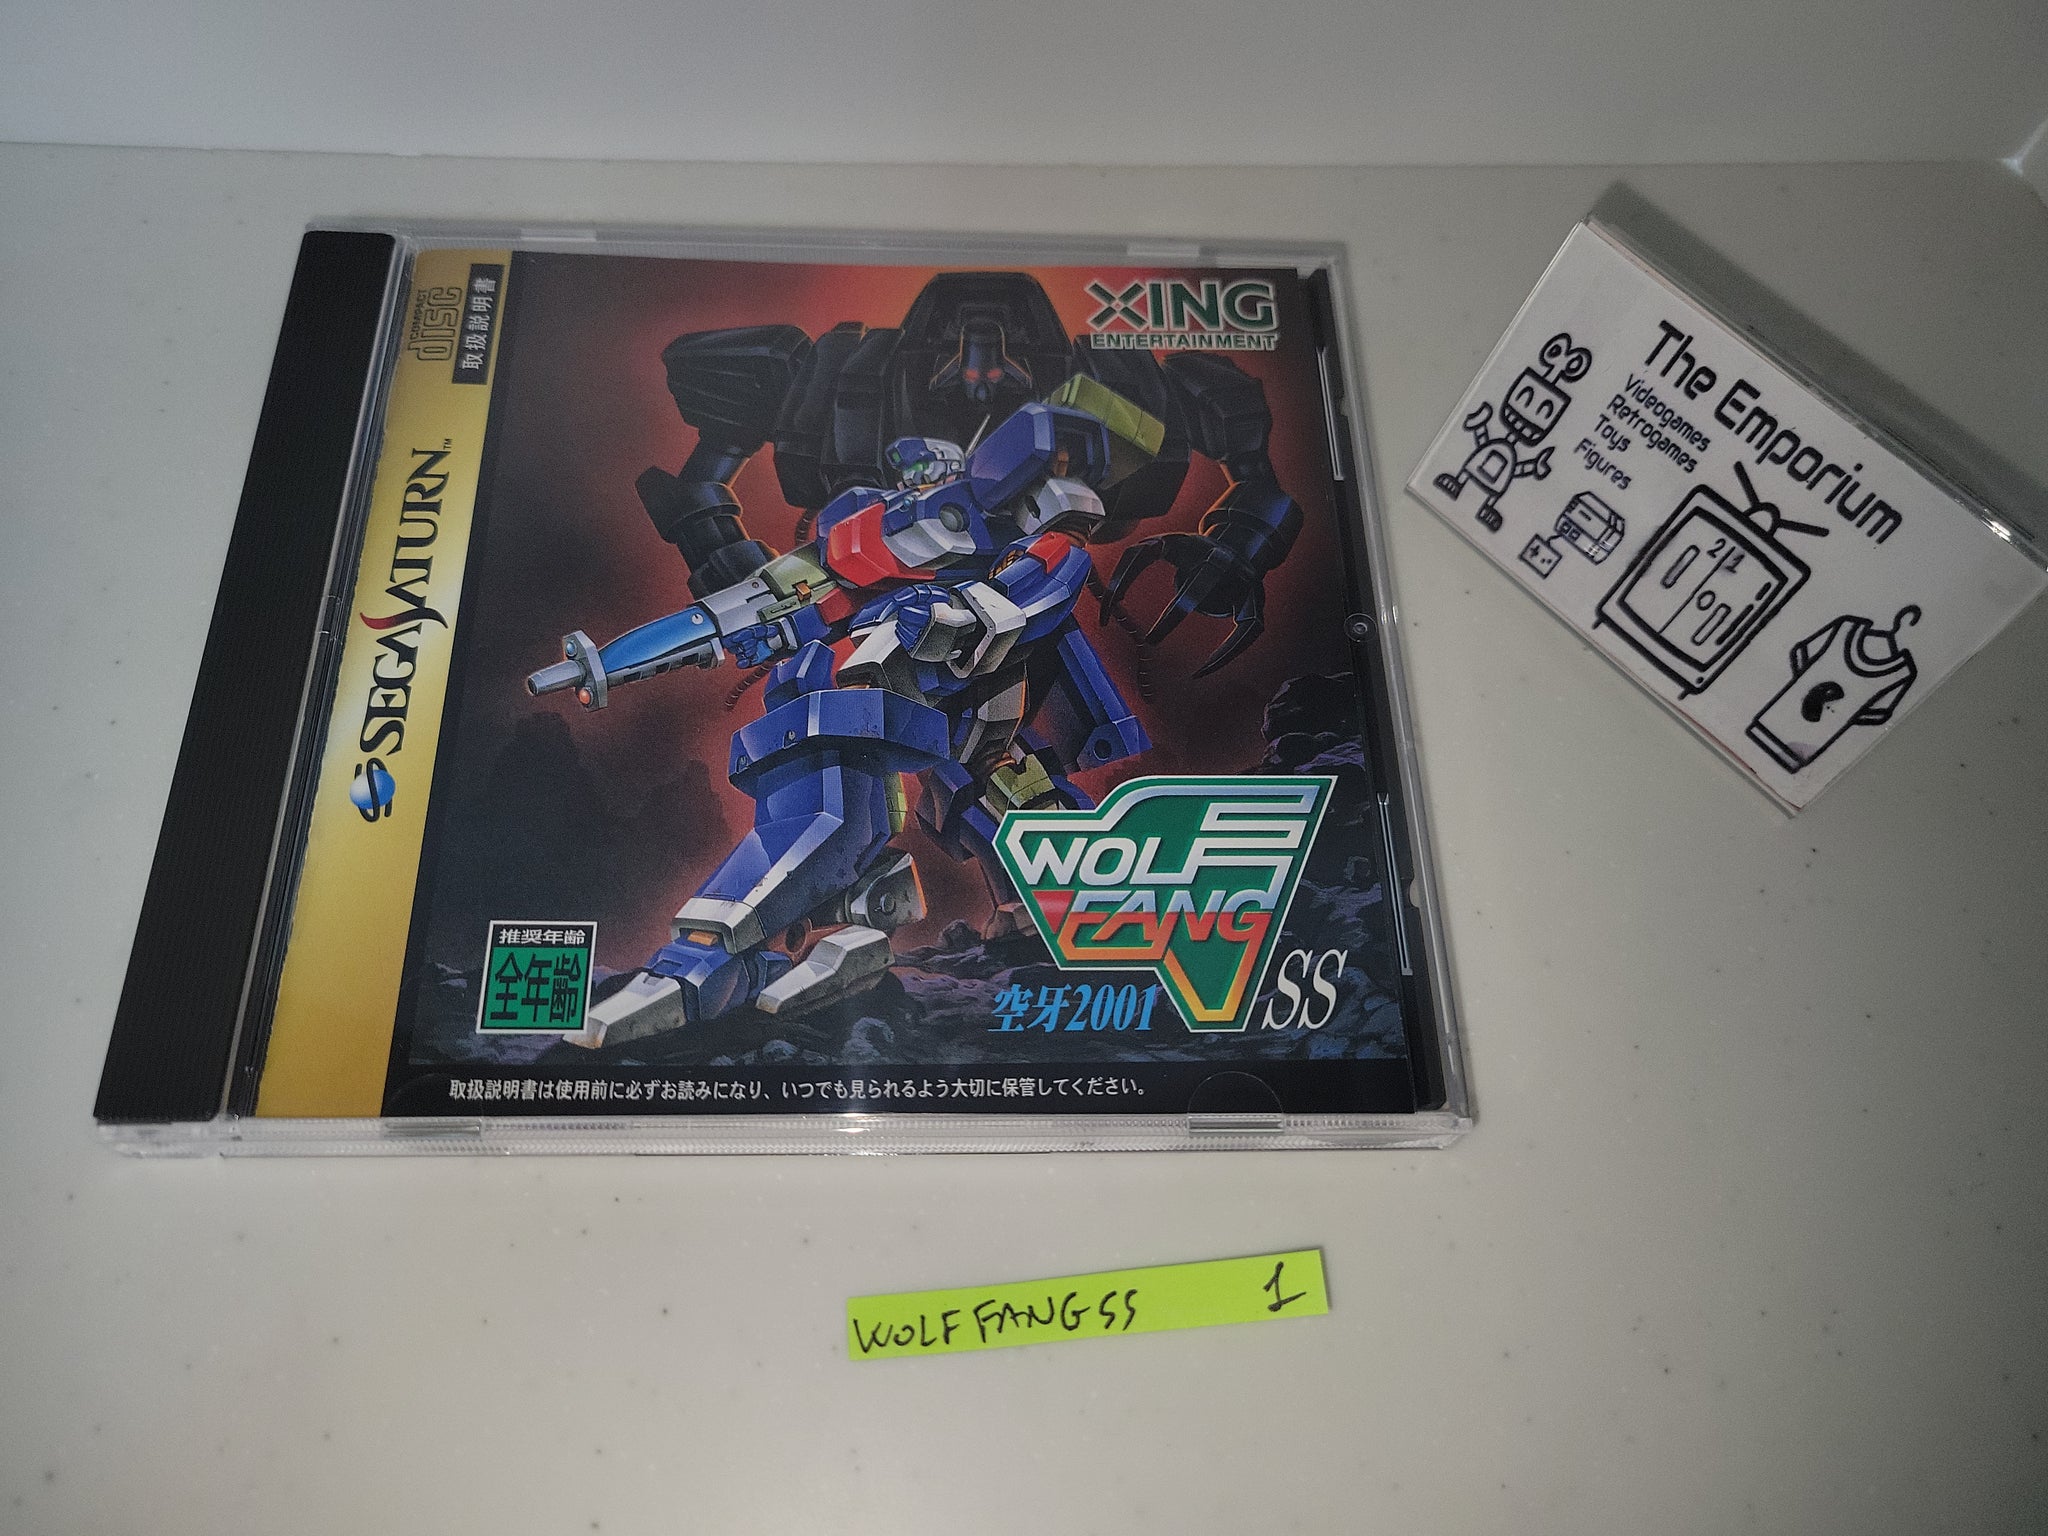 COMPACT
disc
取扱説明書
SEGA SATURN™
XING
ENTERTAINMENT
WOLF
FANG
SS
空牙2001
推奨年齢
全年齢
取扱説明書は使用前に必ずお読みになり、いつでも見られるよう大切に保管してください。
The Emporium
Videogames
Retrogames
Toys
Figures
21
WOLF FANG SS 1